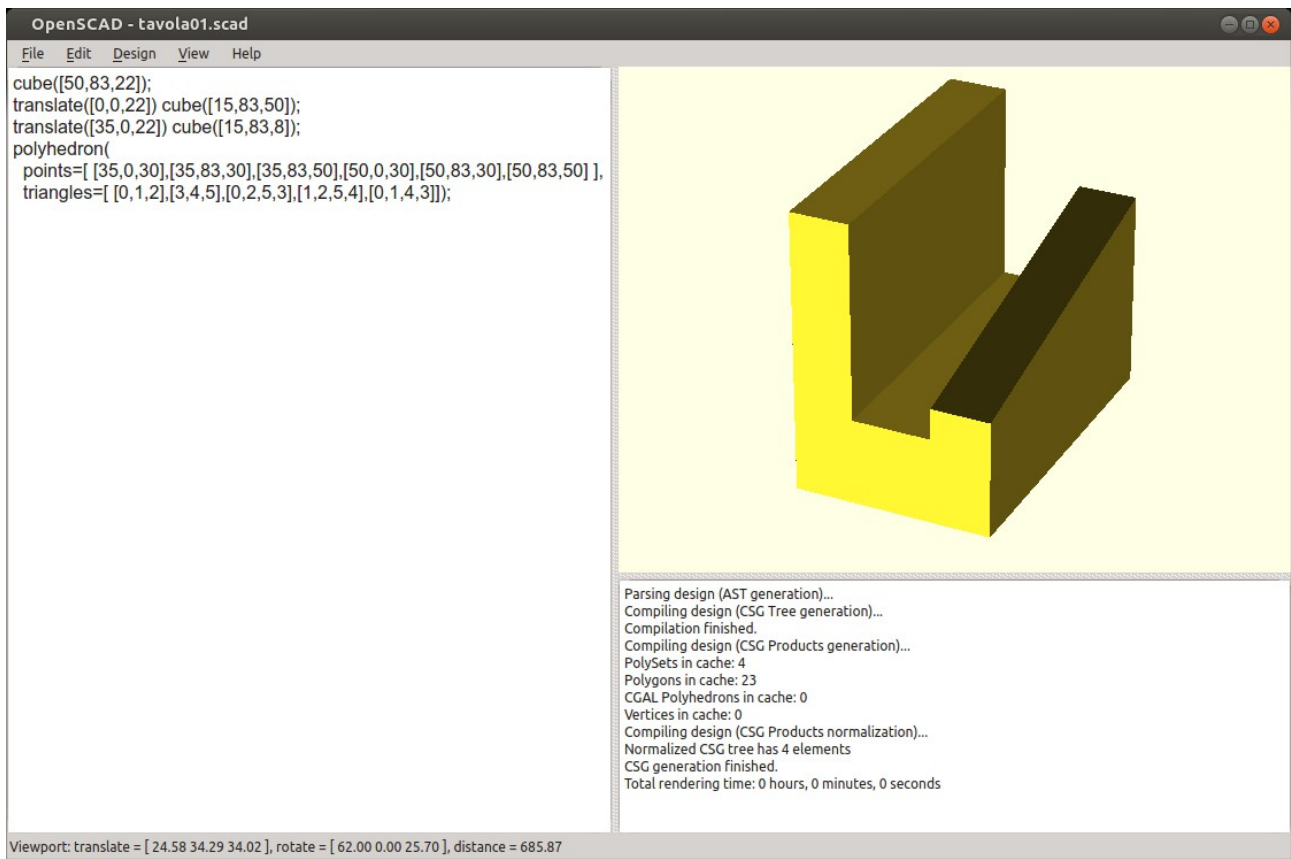 OpenSCAD - tavola01.scad
File Edit Design View Help
cube([50,83,22]);
translate([0,0,22]) cube([15,83,50]);
translate([35,0,22]) cube([15,83,8]);
polyhedron(
points=[ [35,0,30],[35,83,30],[35,83,50],[50,0,30],[50,83,30],[50,83,50] ],
triangles=[ [0,1,2],[3,4,5],[0,2,5,3],[1,2,5,4],[0,1,4,3]]);
Parsing design (AST generation)...
Compiling design (CSG Tree generation)...
Compilation finished.
Compiling design (CSG Products generation)...
PolySets in cache: 4
Polygons in cache: 23
CGAL Polyhedrons in cache: 0
Vertices in cache: 0
Compiling design (CSG Products normalization)...
Normalized CSG tree has 4 elements
CSG generation finished.
Total rendering time: 0 hours, 0 minutes, 0 seconds
Viewport: translate = [ 24.58 34.29 34.02 ], rotate = [ 62.00 0.00 25.70 ], distance = 685.87